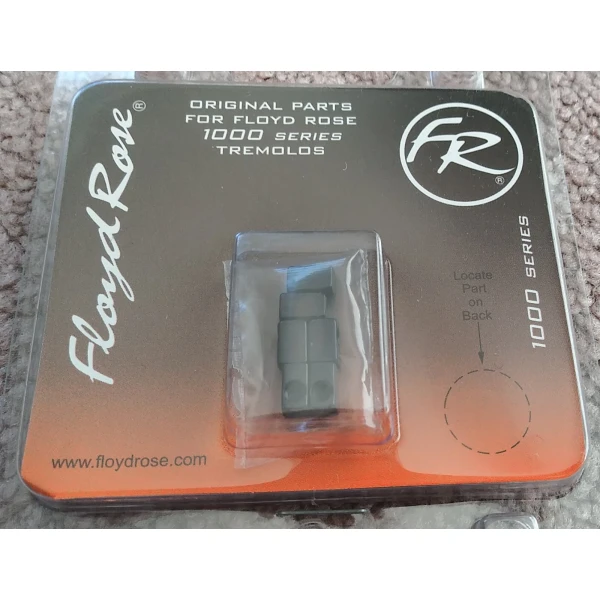 Floyd Rose®
ORIGINAL PARTS
FOR FLOYD ROSE
1000 SERIES
TREMOLOS
FR®
Locate
Part
on
Back
1000 SERIES
www.floydrose.com